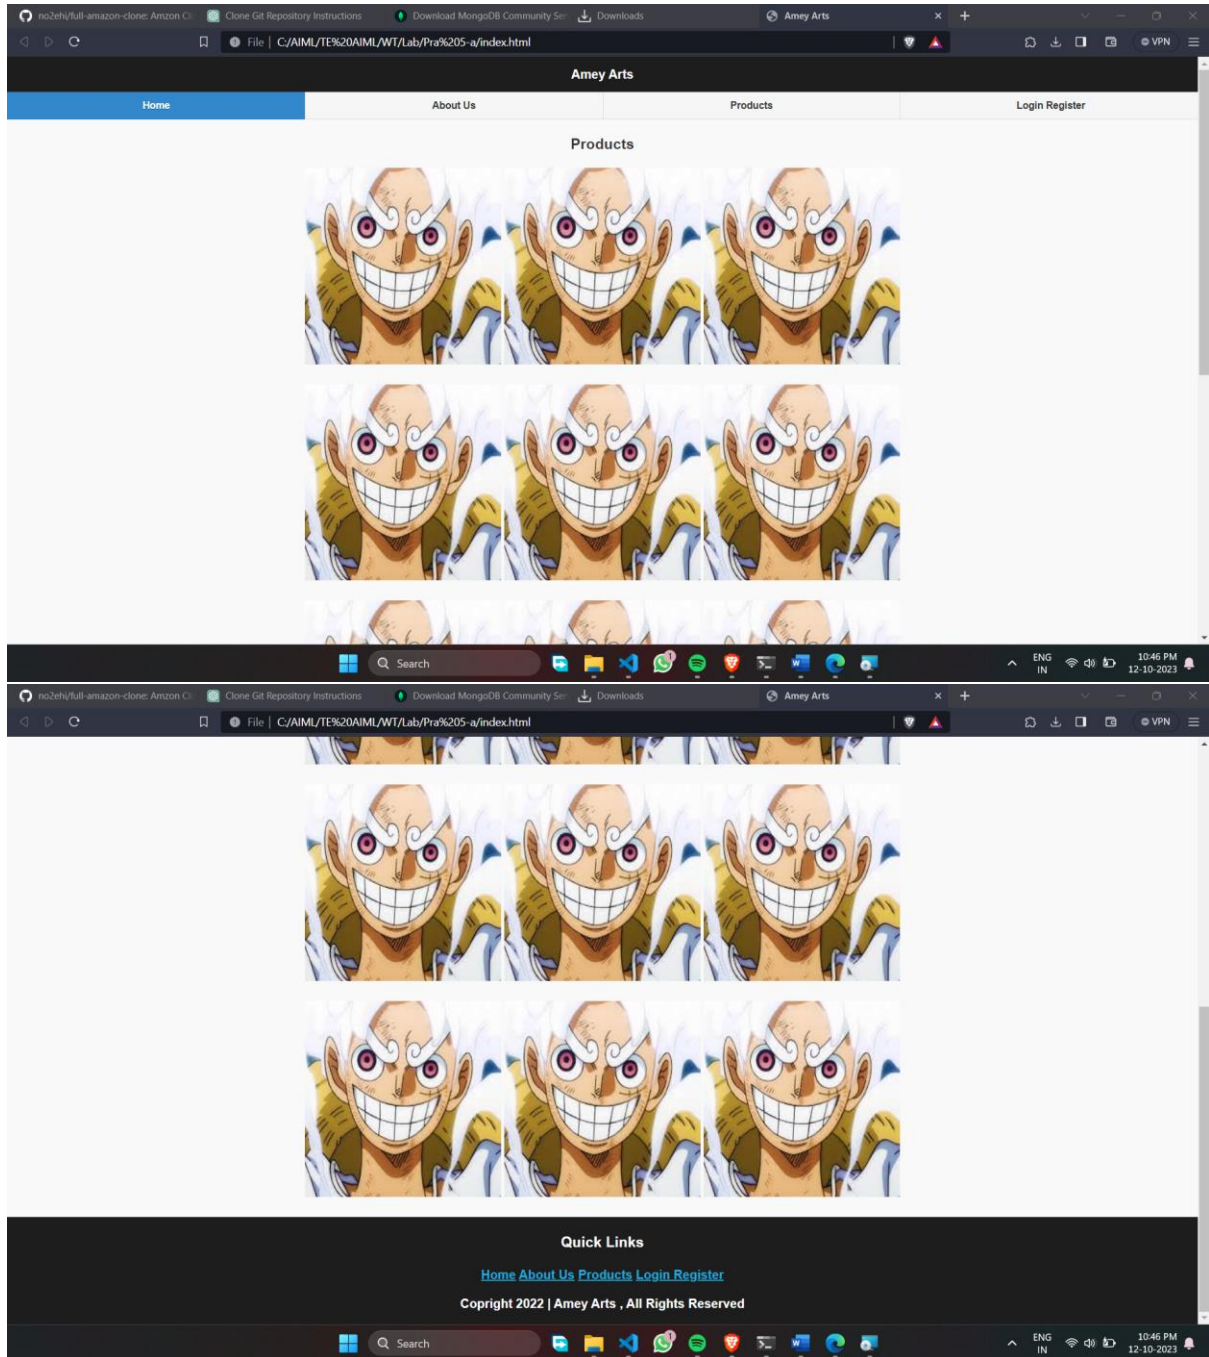 no2ehi/full-amazon-clone: Amzon Cl Clone Git Repository Instructions Download MongoDB Community Ser Downloads Amey Arts
File | C:/AIML/TE%20AIML/WT/Lab/Pra%205-a/index.html VPN
Amey Arts
Home About Us Products Login Register
Products
Search ENG IN 10:46 PM 12-10-2023
no2ehi/full-amazon-clone: Amzon Cl Clone Git Repository Instructions Download MongoDB Community Ser Downloads Amey Arts
File | C:/AIML/TE%20AIML/WT/Lab/Pra%205-a/index.html VPN
Quick Links
Home About Us Products Login Register
Copright 2022 | Amey Arts , All Rights Reserved
Search ENG IN 10:46 PM 12-10-2023